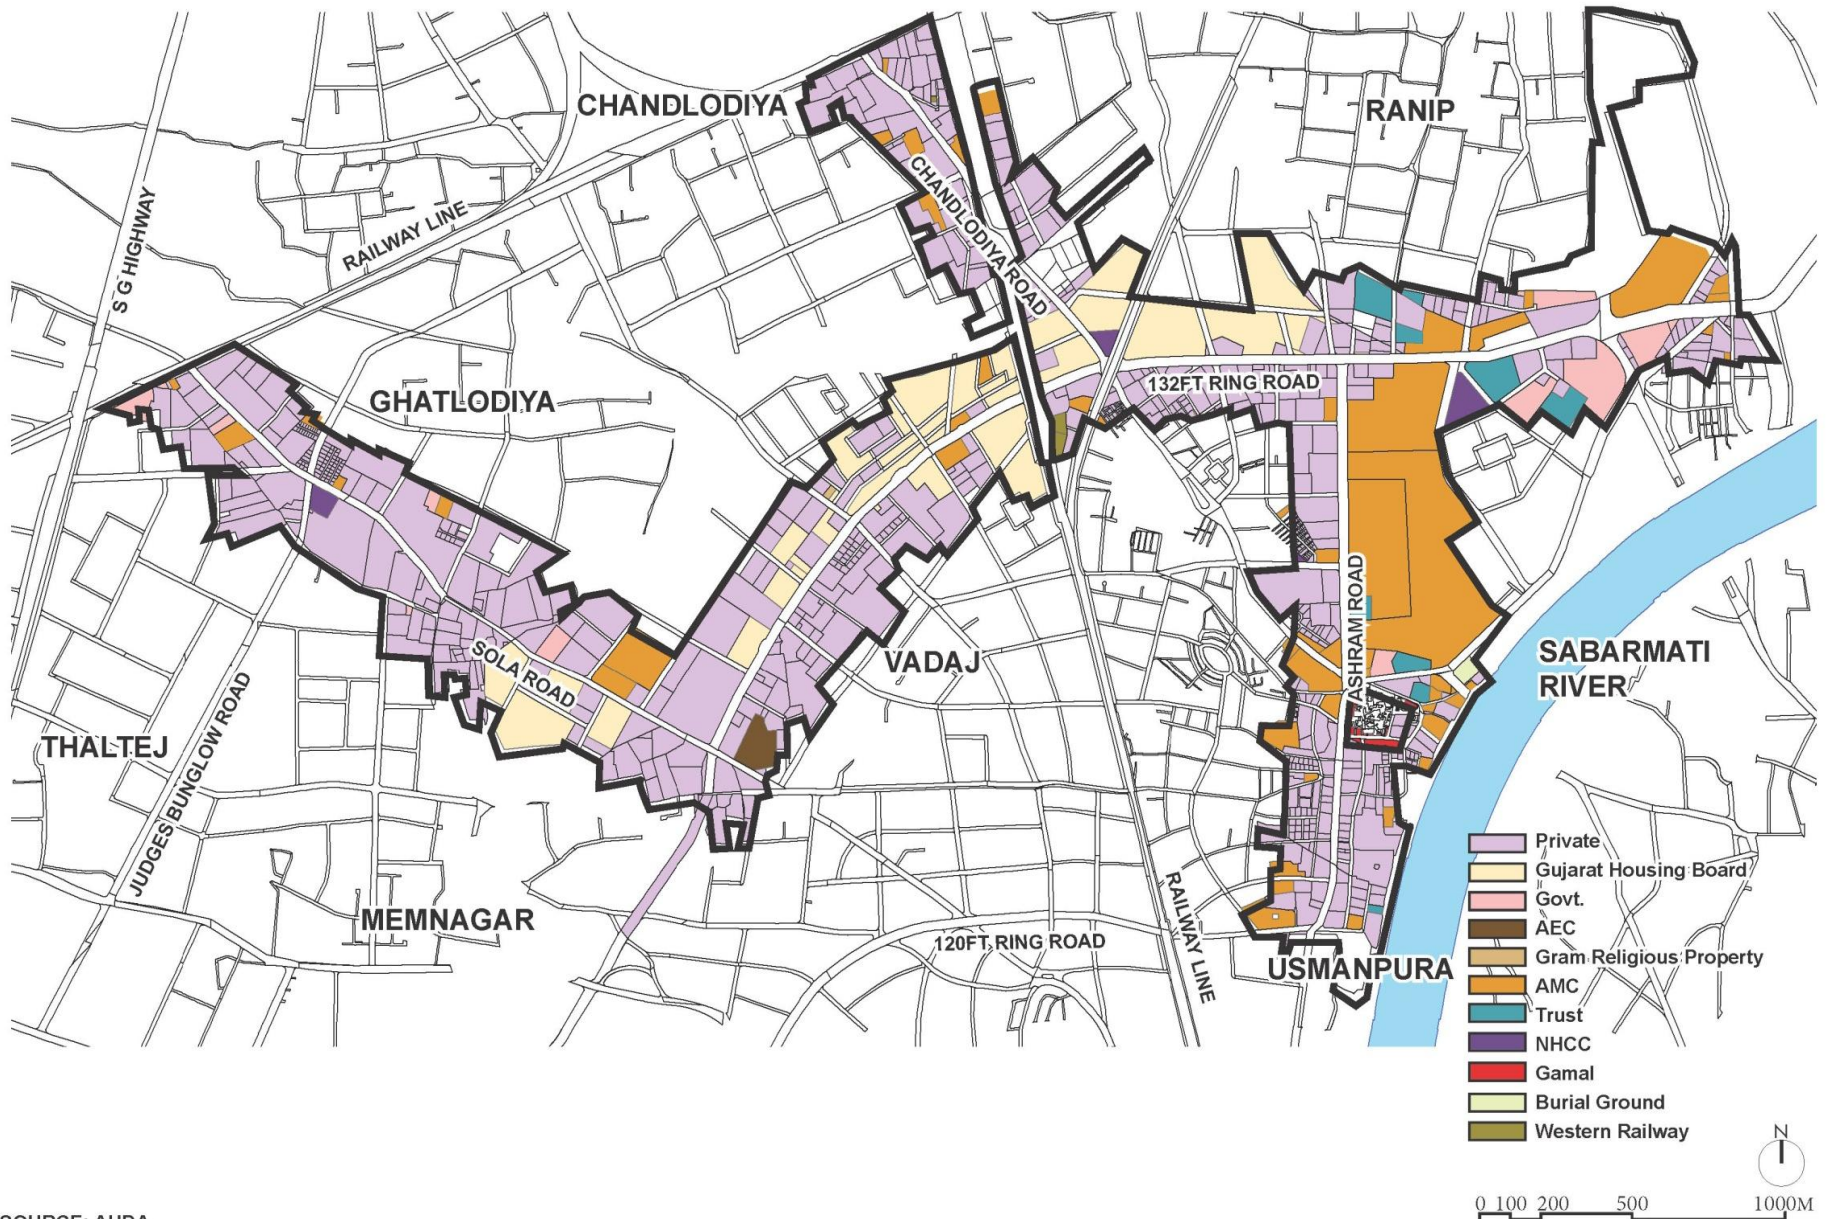 CHANDLODIYA
RANIP
CHANDLODIYA ROAD
RAILWAY LINE
S G HIGHWAY
132FT RING ROAD
GHATLODIYA
ASHRAM ROAD
SOLA ROAD
VADAJ
SABARMATI
RIVER
THALTEJ
JUDGES BUNGLOW ROAD
MEMNAGAR
120FT RING ROAD
RAILWAY LINE
USMANPURA
Private
Gujarat Housing Board
Govt.
AEC
Gram Religious Property
AMC
Trust
NHCC
Gamal
Burial Ground
Western Railway
N
0 100 200 500 1000M
SOURCE: AUDA